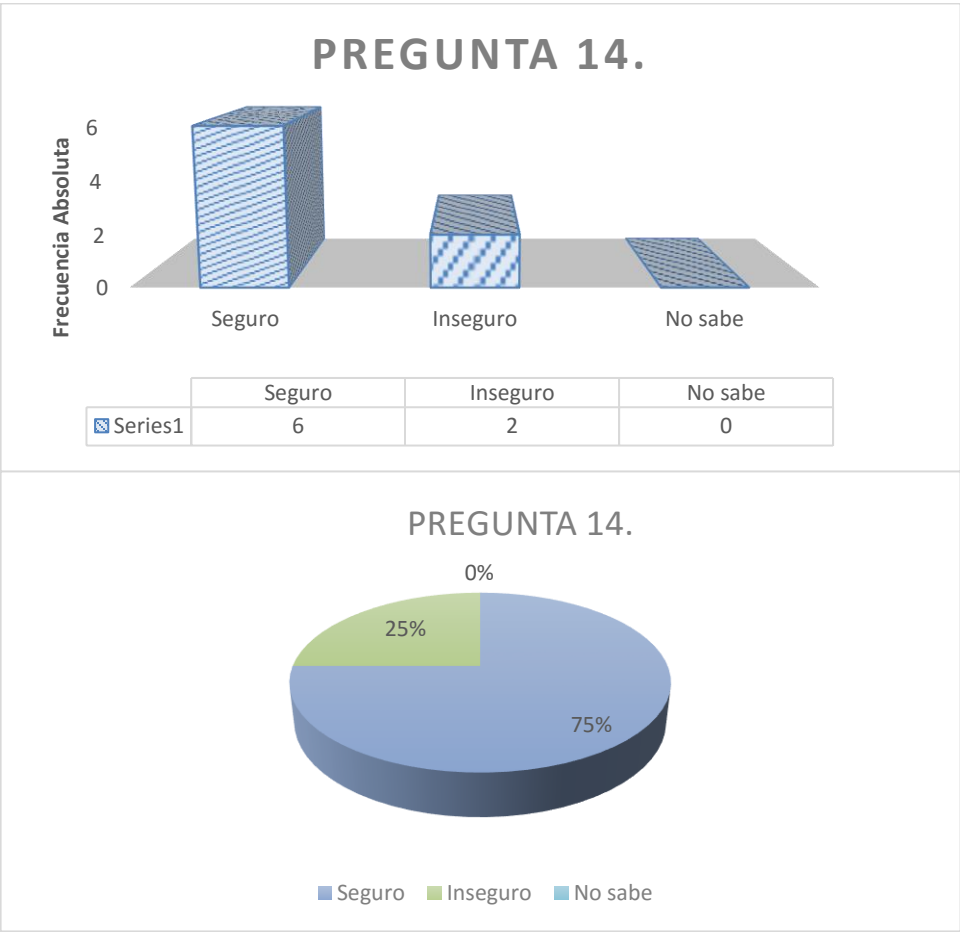 PREGUNTA 14.
Frecuencia Absoluta
6
4
2
0
Seguro Inseguro No sabe
Seguro Inseguro No sabe
Series1 6 2 0
PREGUNTA 14.
0%
25%
75%
Seguro Inseguro No sabe